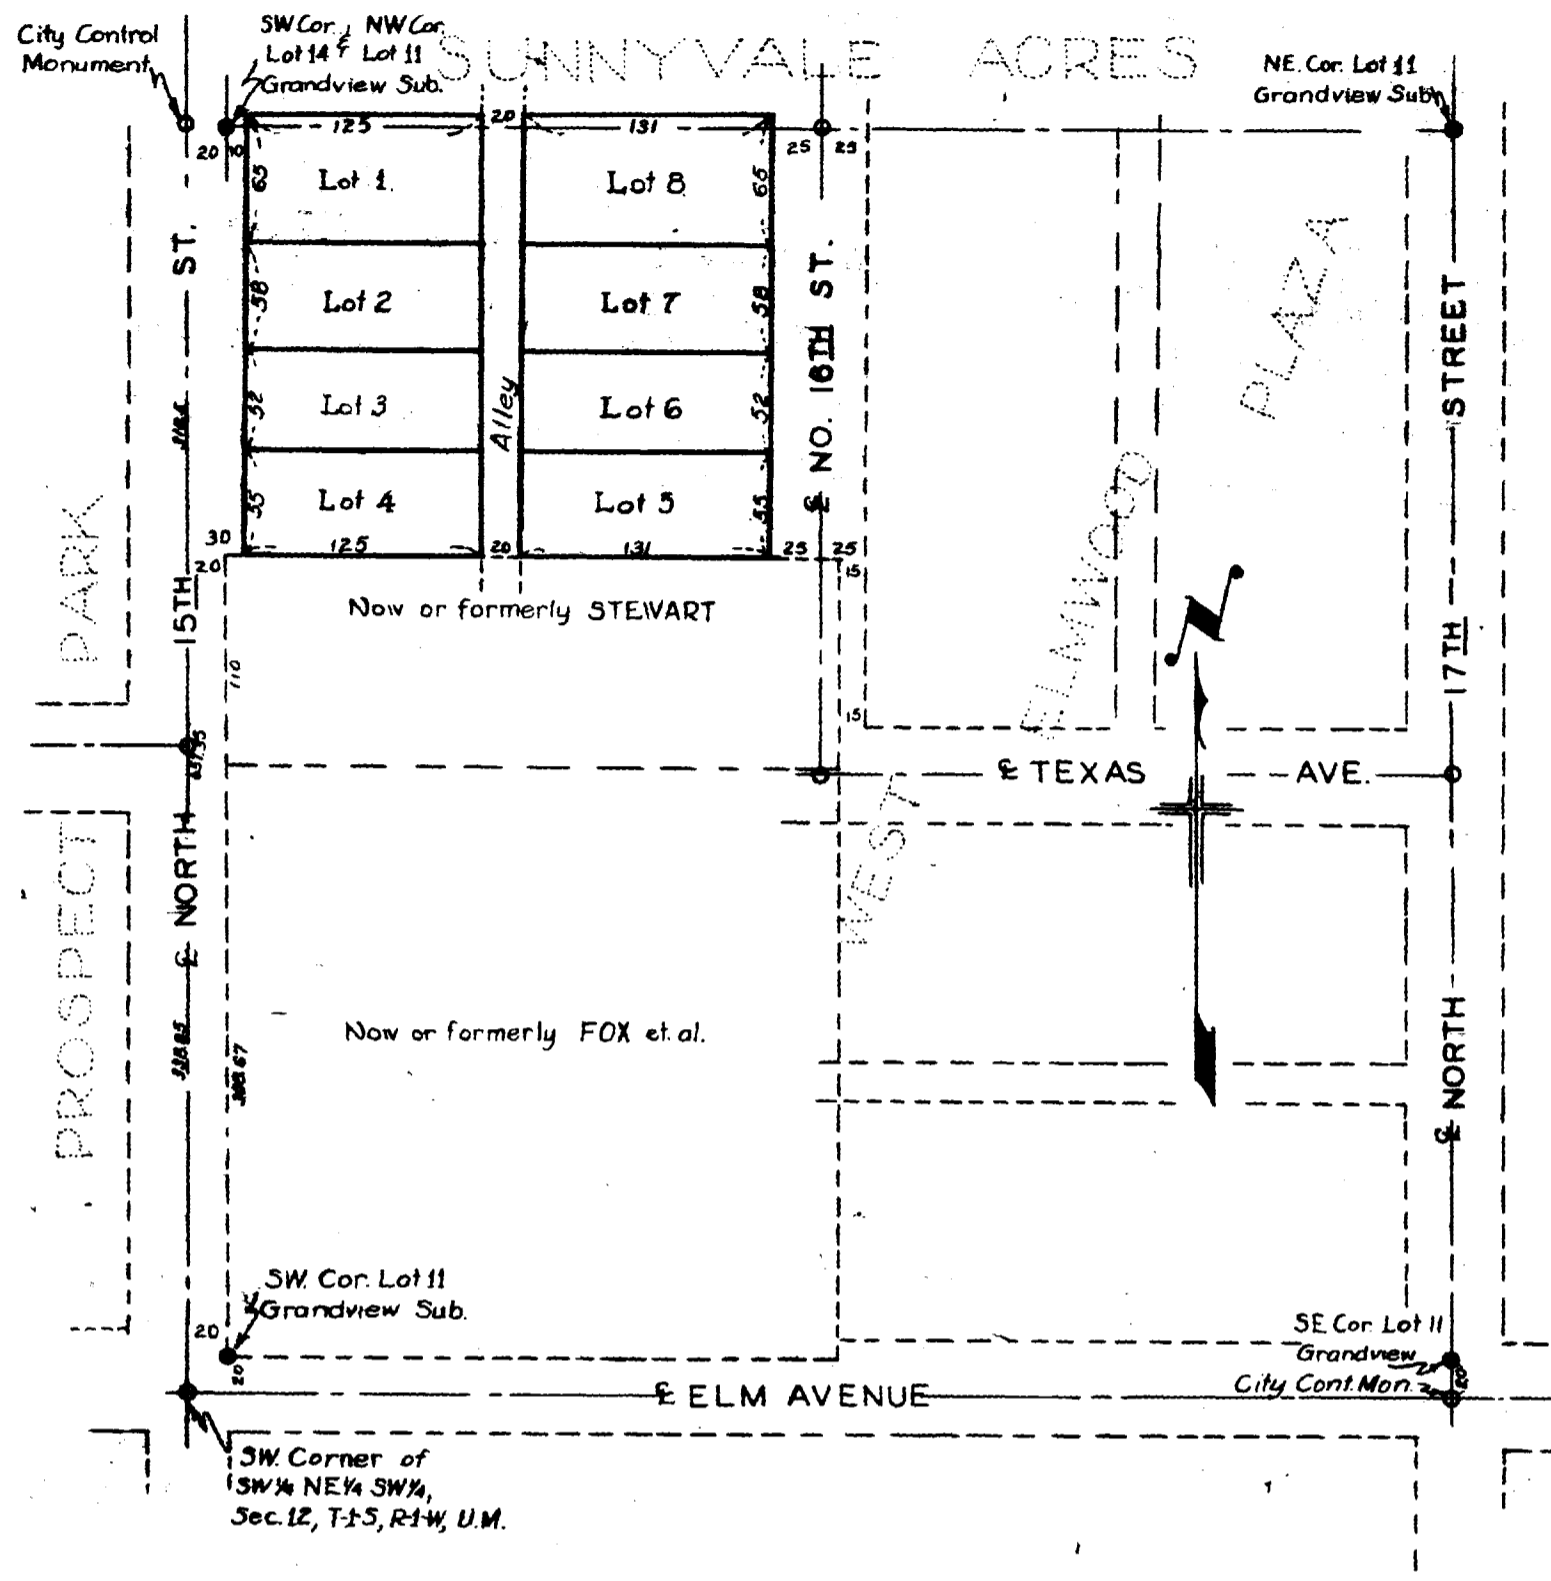 City Control
Monument
SW Cor. & NW Cor.
Lot 14 & Lot 11
Grandview Sub.
SUNNYVALE ACRES
NE. Cor. Lot 11
Grandview Sub.
125
20
131
20
10
25
25
65
Lot 1.
Lot 8
65
ST.
58
Lot 2
Lot 7
58
52
Lot 3
Alley
Lot 6
52
55
Lot 4
Lot 5
55
℄ NO. 16TH ST.
PLAZA
STREET
30
125
20
131
25
25
20
15
Now or formerly STEWART
15TH
PARK
110
15
ELMWOOD
17TH
N
℄ TEXAS AVE.
WEST
℄ NORTH
PROSPECT
Now or formerly FOX et. al.
℄ NORTH
SW. Cor. Lot 11
Grandview Sub.
20
20
SE Cor. Lot 11
Grandview
City Cont. Mon.
20
℄ ELM AVENUE
SW. Corner of
SW¼ NE¼ SW¼,
Sec. 12, T-1-S, R-1-W, U.M.